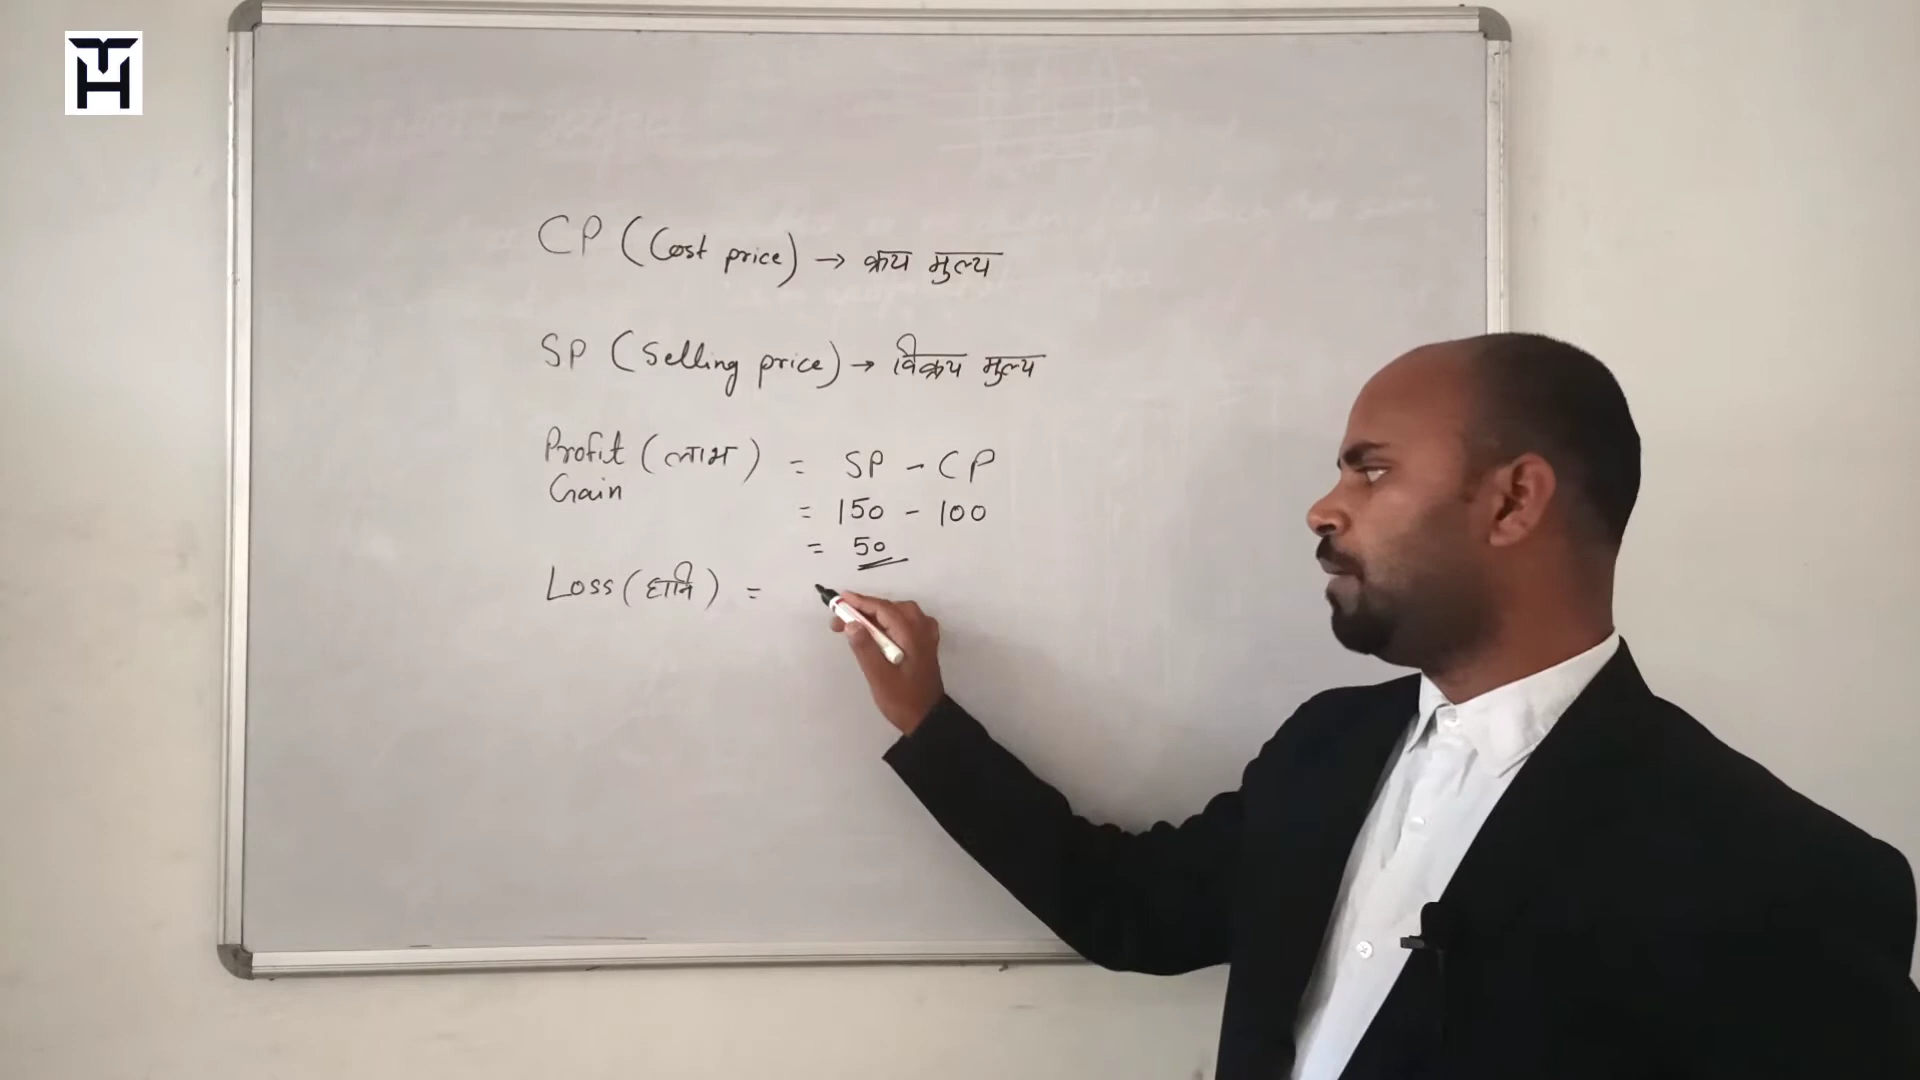 CP (Cost price) → क्रय मुल्य
SP (Selling price) → विक्रय मुल्य
Profit (लाभ) = SP - CP
Gain
= 150 - 100
= 50
Loss (हानि) =